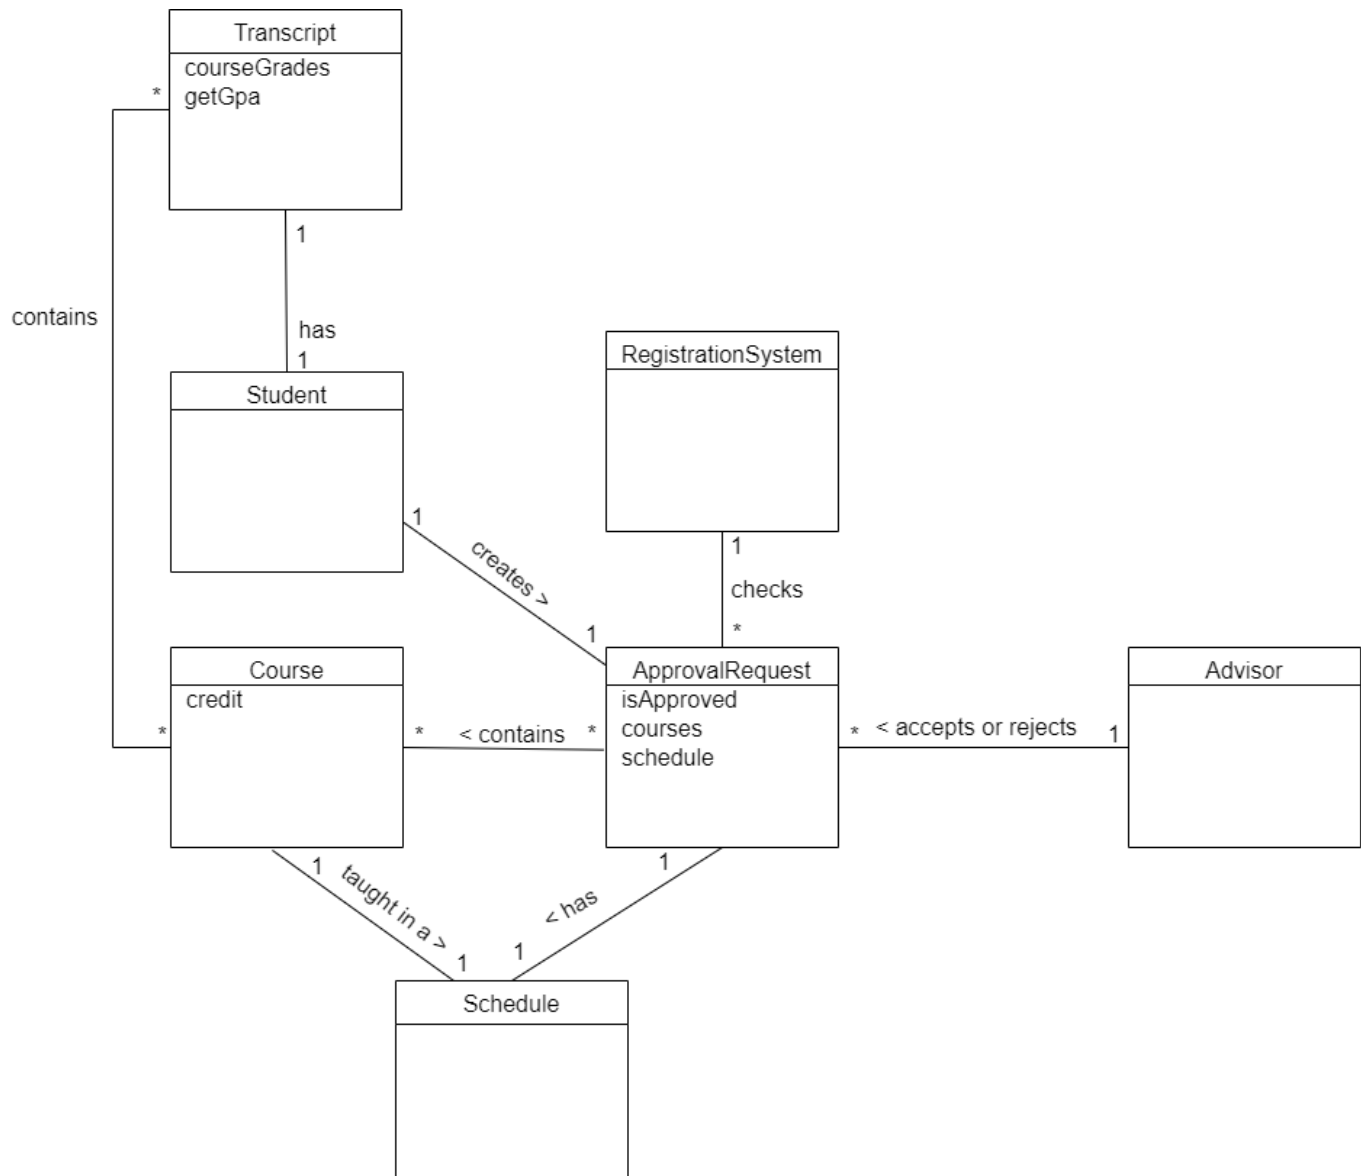 Transcript
courseGrades
getGpa
*
1
contains
has
1
RegistrationSystem
Student
1
creates >
1
1
checks
*
Course
credit
ApprovalRequest
isApproved
courses
schedule
Advisor
*
*
< contains
*
*
< accepts or rejects
1
1
taught in a >
1
1
< has
1
Schedule